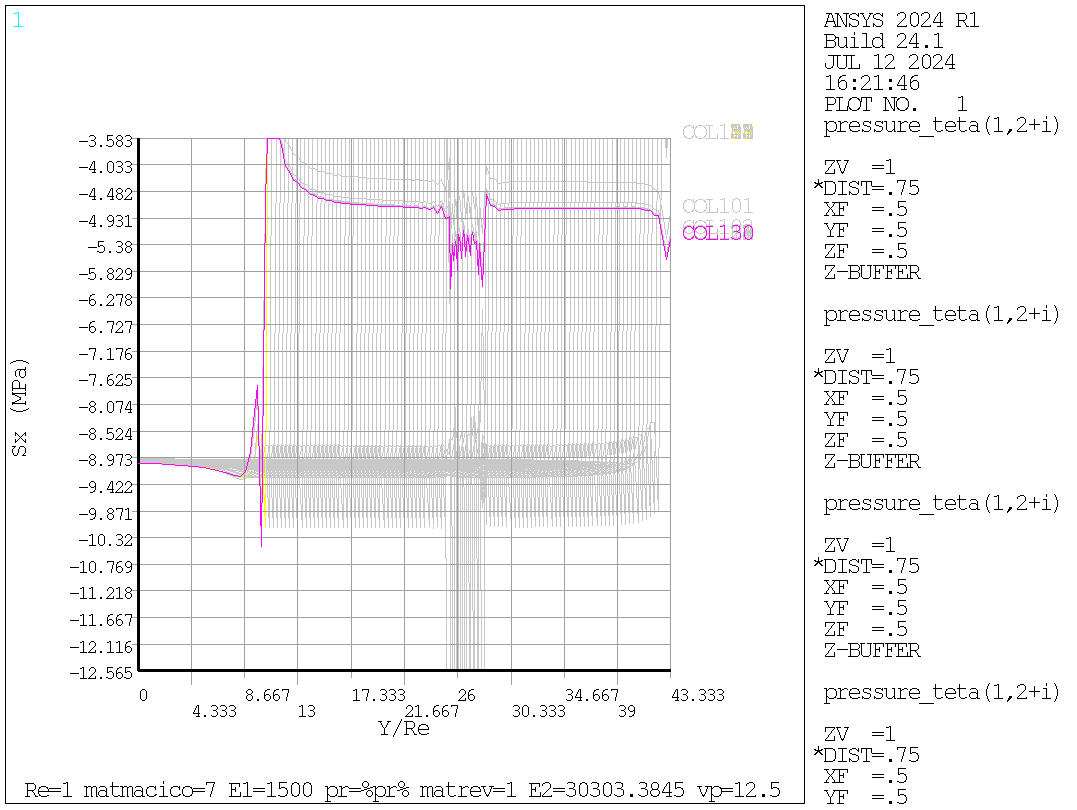 1
ANSYS 2024 R1
Build 24.1
JUL 12 2024
16:21:46
PLOT NO. 1
pressure_teta(1,2+i)
ZV =1
*DIST=.75
XF =.5
YF =.5
ZF =.5
Z-BUFFER
pressure_teta(1,2+i)
ZV =1
*DIST=.75
XF =.5
YF =.5
ZF =.5
Z-BUFFER
pressure_teta(1,2+i)
ZV =1
*DIST=.75
XF =.5
YF =.5
ZF =.5
Z-BUFFER
pressure_teta(1,2+i)
ZV =1
*DIST=.75
XF =.5
YF =.5
COL101
COL130
-3.583
-4.033
-4.482
-4.931
-5.38
-5.829
-6.278
-6.727
-7.176
-7.625
-8.074
-8.524
-8.973
-9.422
-9.871
-10.32
-10.769
-11.218
-11.667
-12.116
-12.565
Sx (MPa)
0 8.667 17.333 26 34.667 43.333
4.333 13 21.667 30.333 39
Y/Re
Re=1 matmacico=7 E1=1500 pr=%pr% matrev=1 E2=30303.3845 vp=12.5